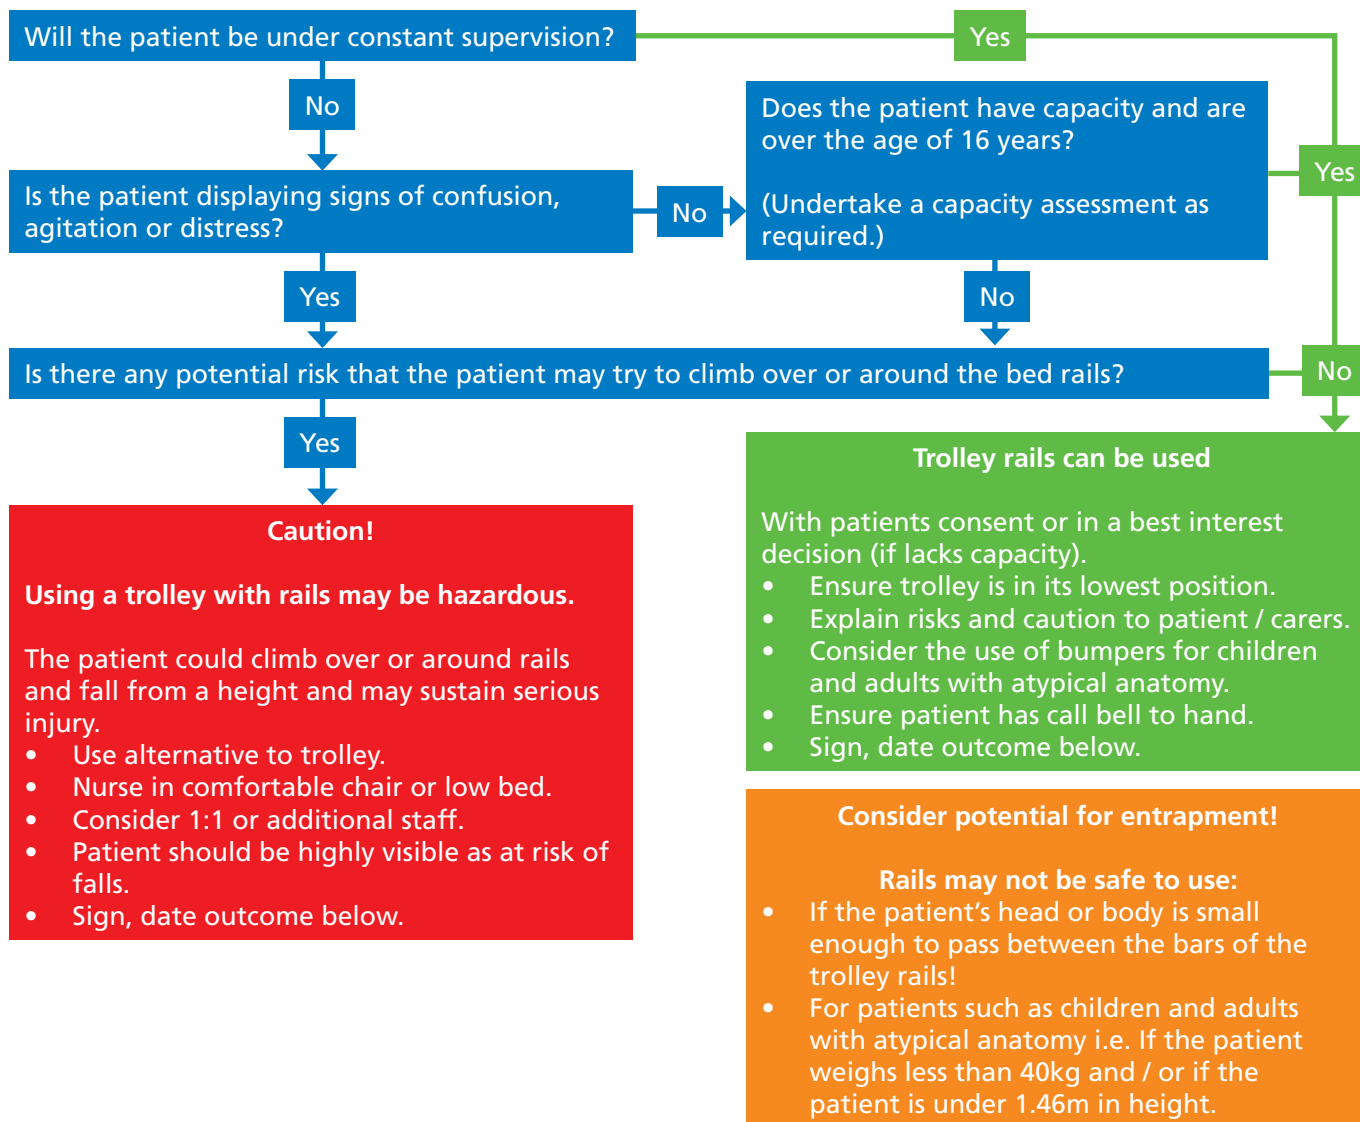 Will the patient be under constant supervision?
Yes
No
Does the patient have capacity and are
over the age of 16 years?
(Undertake a capacity assessment as
required.)
Yes
Is the patient displaying signs of confusion,
agitation or distress?
No
Yes
No
Is there any potential risk that the patient may try to climb over or around the bed rails?
No
Yes
Caution!
Using a trolley with rails may be hazardous.
The patient could climb over or around rails
and fall from a height and may sustain serious
injury.
• Use alternative to trolley.
• Nurse in comfortable chair or low bed.
• Consider 1:1 or additional staff.
• Patient should be highly visible as at risk of
falls.
• Sign, date outcome below.
Trolley rails can be used
With patients consent or in a best interest
decision (if lacks capacity).
• Ensure trolley is in its lowest position.
• Explain risks and caution to patient / carers.
• Consider the use of bumpers for children
and adults with atypical anatomy.
• Ensure patient has call bell to hand.
• Sign, date outcome below.
Consider potential for entrapment!
Rails may not be safe to use:
• If the patient's head or body is small
enough to pass between the bars of the
trolley rails!
• For patients such as children and adults
with atypical anatomy i.e. If the patient
weighs less than 40kg and / or if the
patient is under 1.46m in height.